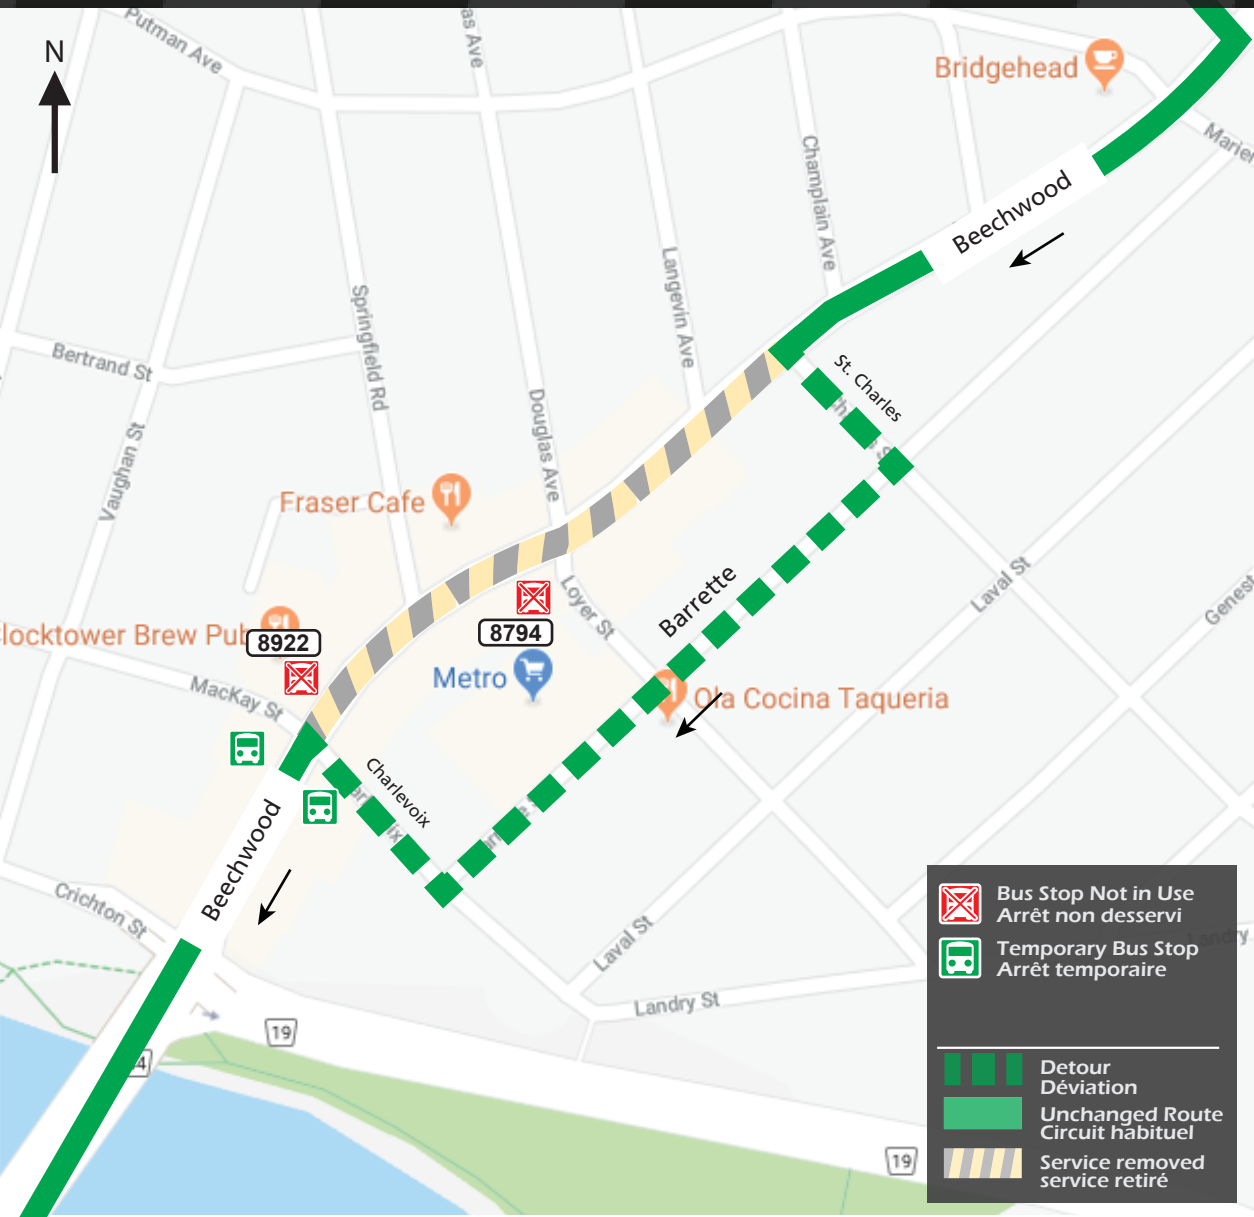 N
Putman Ave
as Ave
Bridgehead
Marier
Champlain Ave
Beechwood
Langevin Ave
Springfield Rd
Bertrand St
St. Charles
Douglas Ave
Vaughan St
Fraser Cafe
Laval St
Barrette
Genest
Loyer St
locktower Brew Pub
8922
8794
Metro
MacKay St
Ola Cocina Taqueria
Charlevoix
Beechwood
Crichton St
Laval St
Landry St
Landry
19
4
19
Bus Stop Not in Use
Arrêt non desservi
Temporary Bus Stop
Arrêt temporaire
Detour
Déviation
Unchanged Route
Circuit habituel
Service removed
service retiré